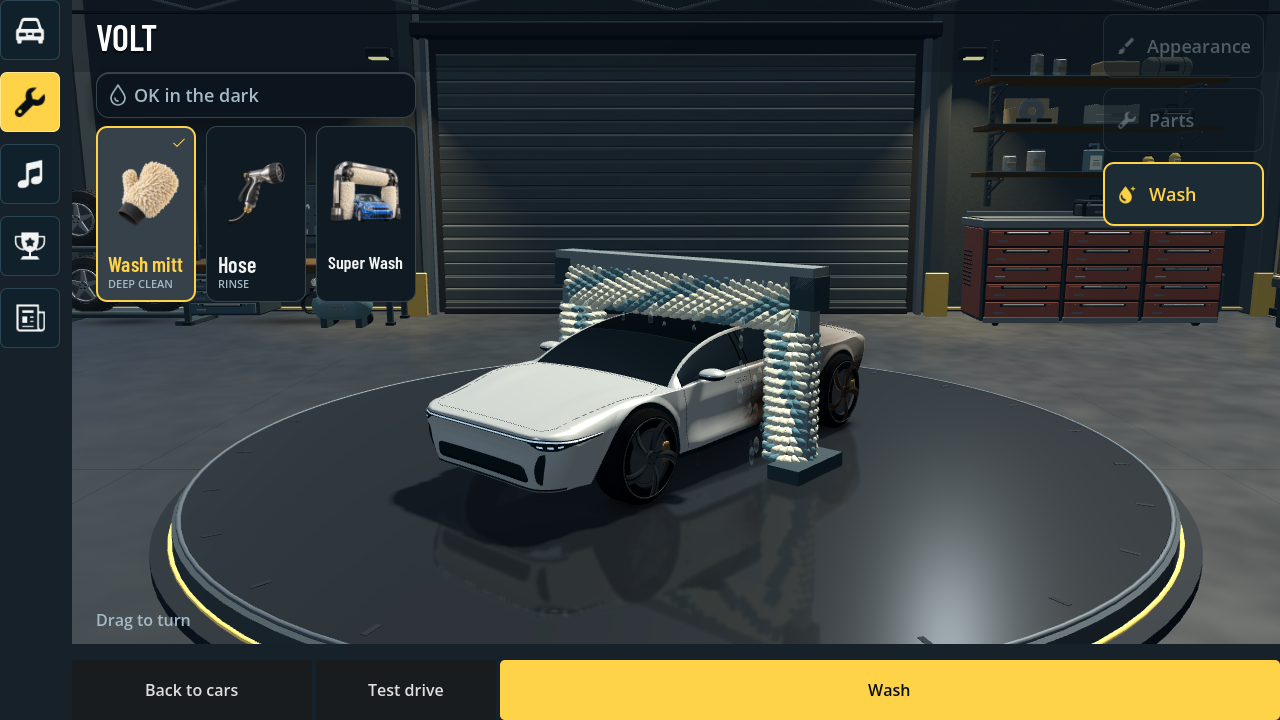 VOLT
OK in the dark
Wash mitt
DEEP CLEAN
Hose
RINSE
Super Wash
Appearance
Parts
Wash
Drag to turn
Back to cars
Test drive
Wash